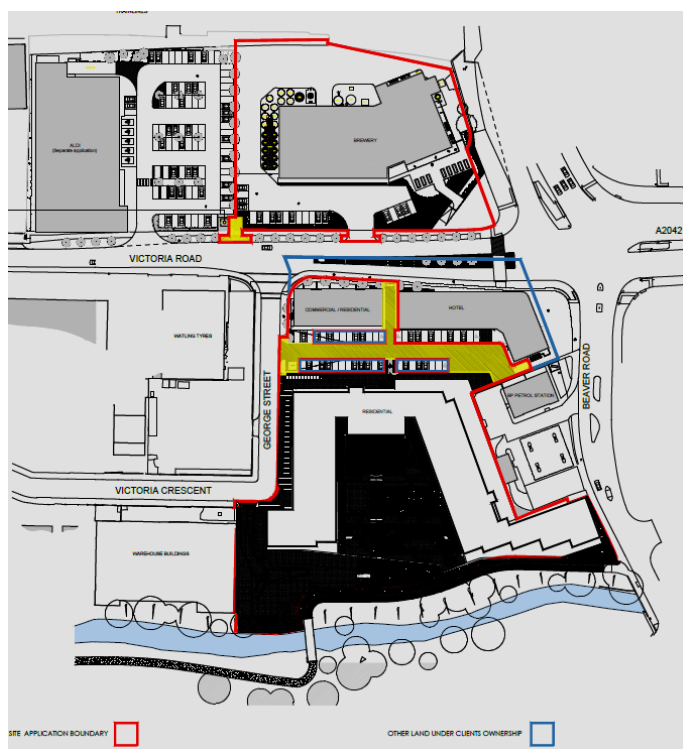 ALDI
(Separate application)
BREWERY
VICTORIA ROAD
A2042
COMMERCIAL / RESIDENTIAL
HOTEL
WATLING TYRES
GEORGE STREET
BEAVER ROAD
BP PETROL STATION
RESIDENTIAL
VICTORIA CRESCENT
WAREHOUSE BUILDINGS
SITE APPLICATION BOUNDARY
OTHER LAND UNDER CLIENTS OWNERSHIP